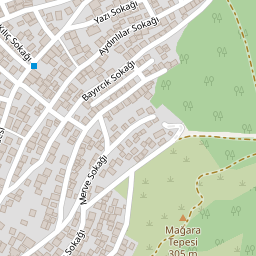 Yazı Sokağı
Kılıç Sokağı
Aydınlılar Sokağı
Bayırcık Sokağı
Merve Sokağı
Mağara
Tepesi
305 m
Sokağı